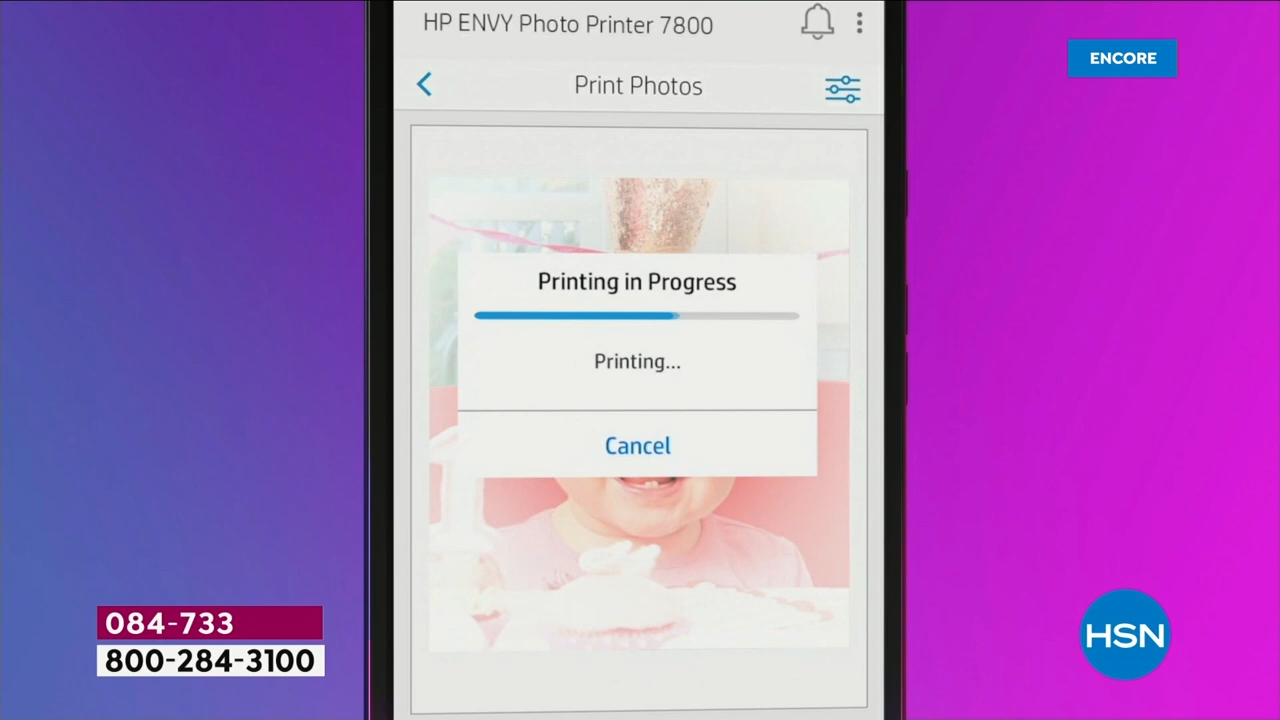 HP ENVY Photo Printer 7800
ENCORE
Print Photos
Printing in Progress
Printing...
Cancel
084-733
800-284-3100
HSN